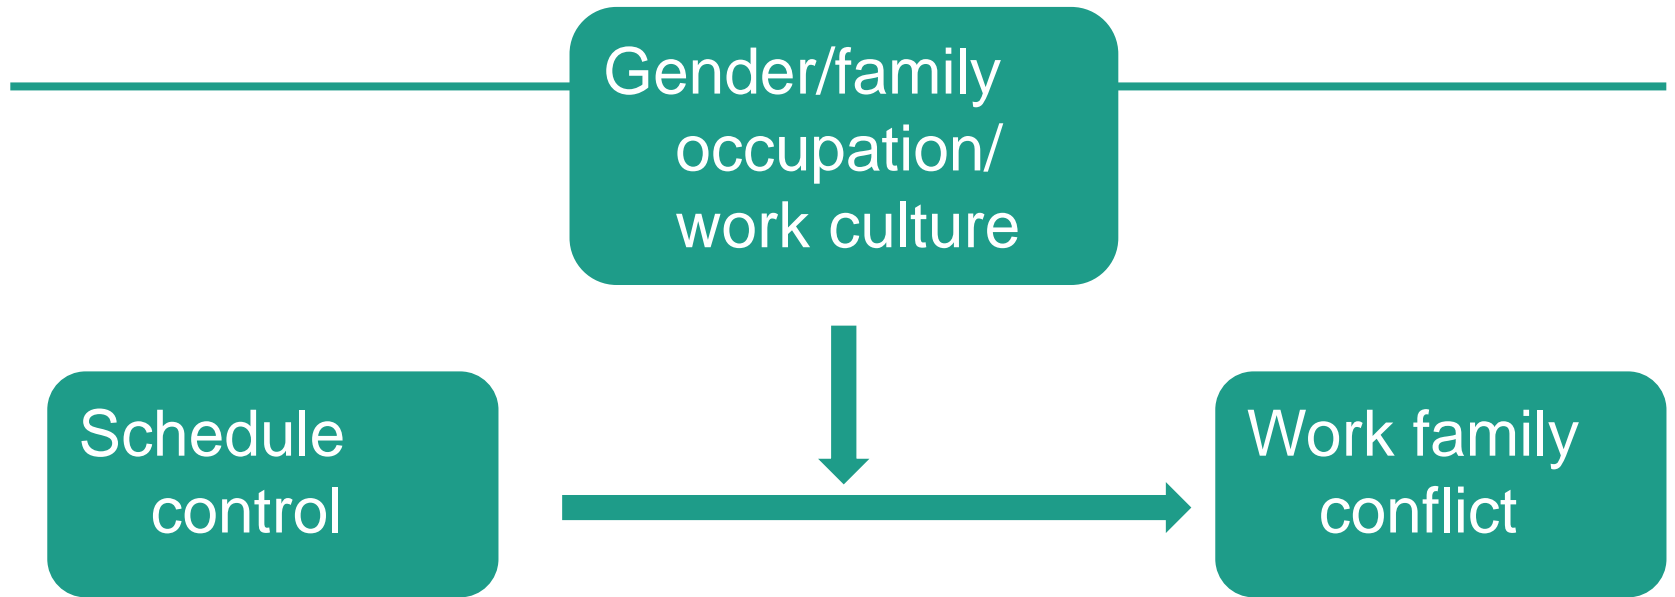 Gender/family
occupation/
work culture
Schedule
control
Work family
conflict